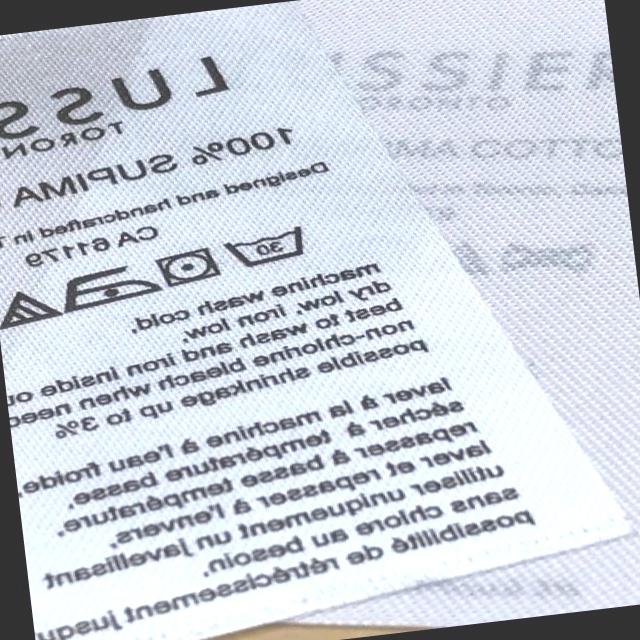 LUSS
TORON
100% SUPIMA
Designed and handcrafted in T
CA 61179
30
machine wash cold,
dry low, iron low,
best to wash and iron inside ou
non-chlorine bleach when need
possible shrinkage up to 3%
laver à la machine à l'eau froide,
sécher à température basse,
repasser à basse température,
laver et repasser à l'envers,
utiliser uniquement un javellisant
sans chlore au besoin,
possibilité de rétrécissement jusqu
SSIER
TORONTO
IMA COTTO